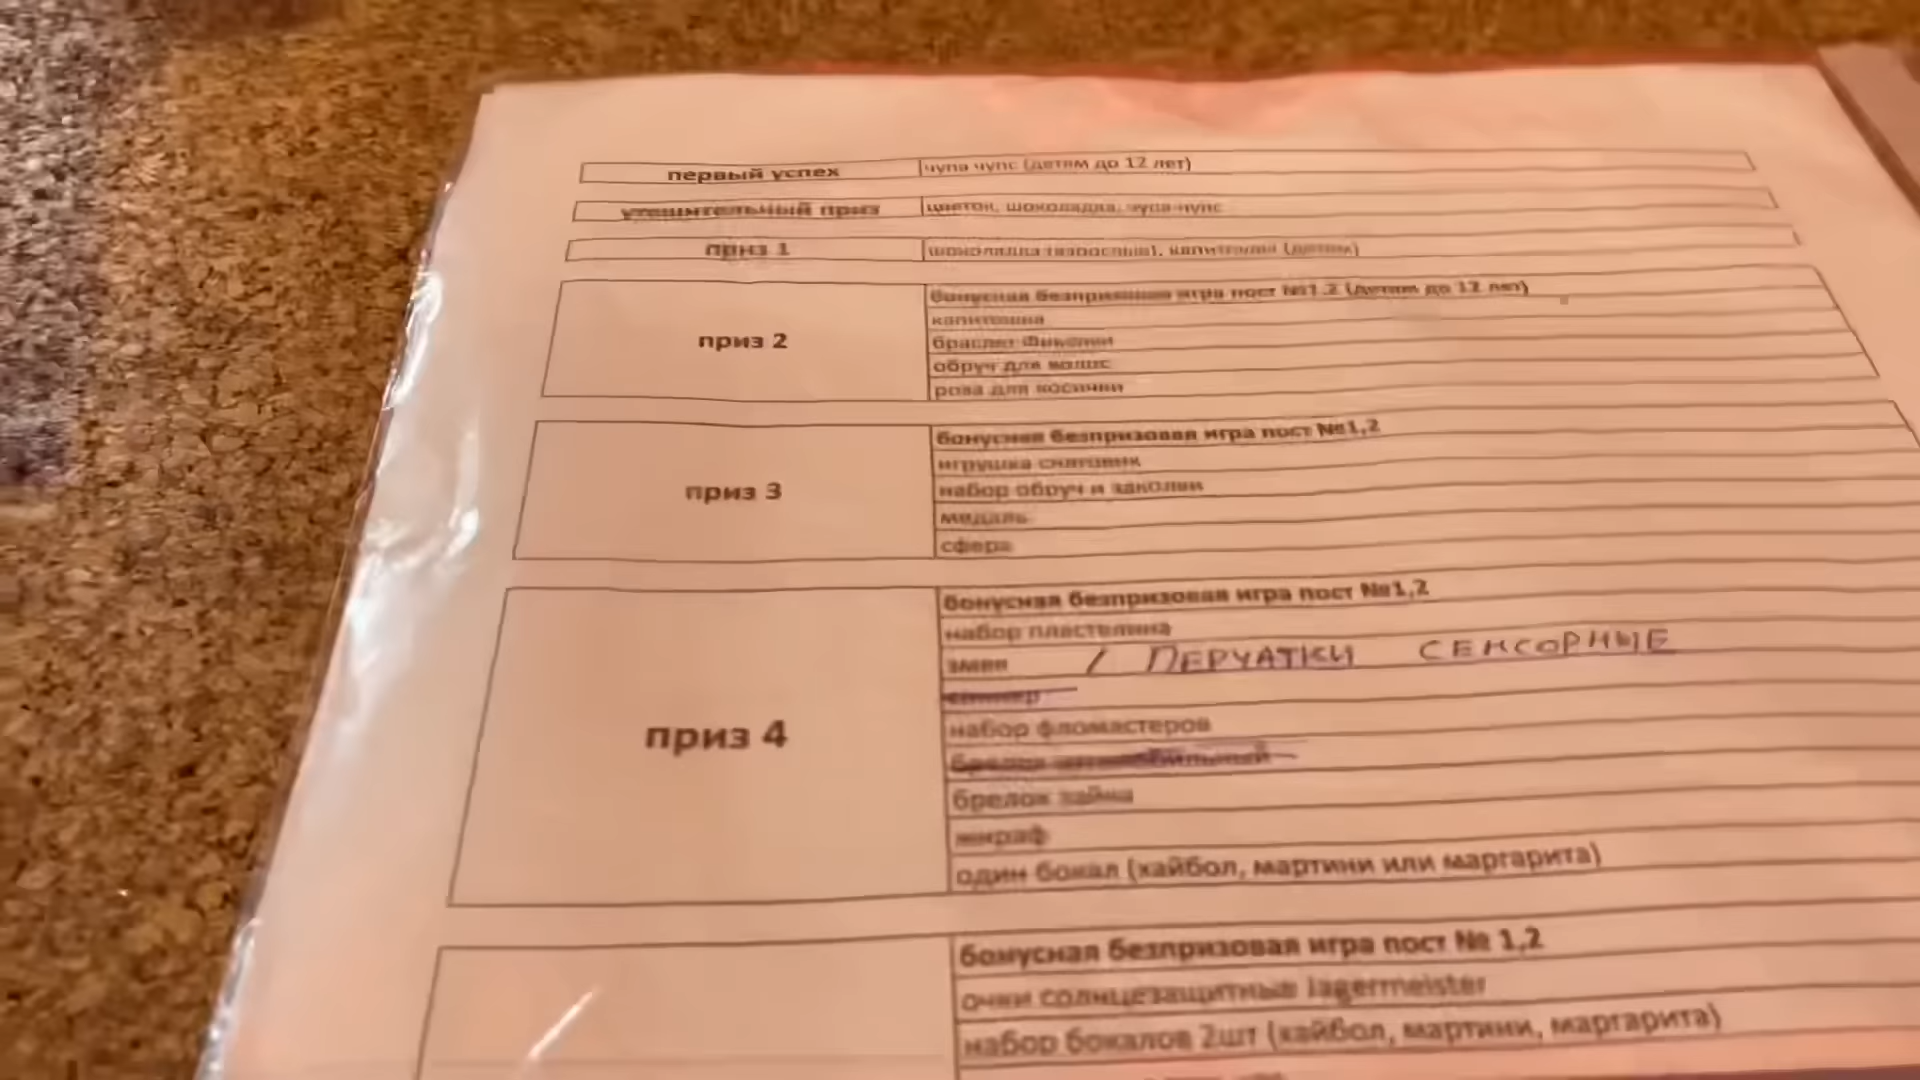 первый успех чупа чупс (детям до 12 лет)
утешительный приз цветок, шоколадка, чупа-чупс
приз 1 шоколадка (взрослым), капитошка (детям)
приз 2
бонусная безпризовая игра пост №1.2 (детям до 12 лет)
капитошка
браслет
обруч для волос
роза для косички
приз 3
бонусная безпризовая игра пост №1,2
игрушка
набор обруч и заколки
медаль
сфера
приз 4
бонусная безпризовая игра пост №1,2
набор пластелина
змея / ПЕРЧАТКИ СЕНСОРНЫЕ
набор фломастеров
брелок зайка
жираф
один бокал (хайбол, мартини или маргарита)
бонусная безпризовая игра пост № 1,2
очки солнцезащитные Jagermeister
набор бокалов 2шт (хайбол, мартини, маргарита)